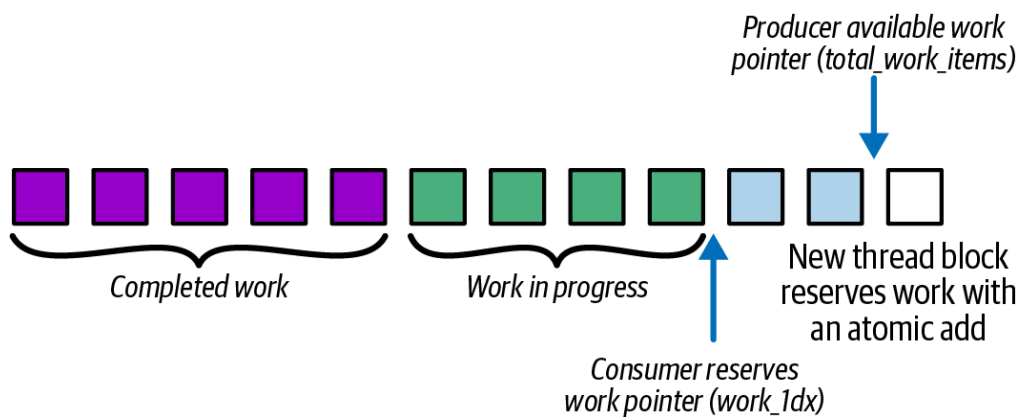 Producer available work
pointer (total_work_items)
Completed work
Work in progress
New thread block
reserves work with
an atomic add
Consumer reserves
work pointer (work_1dx)